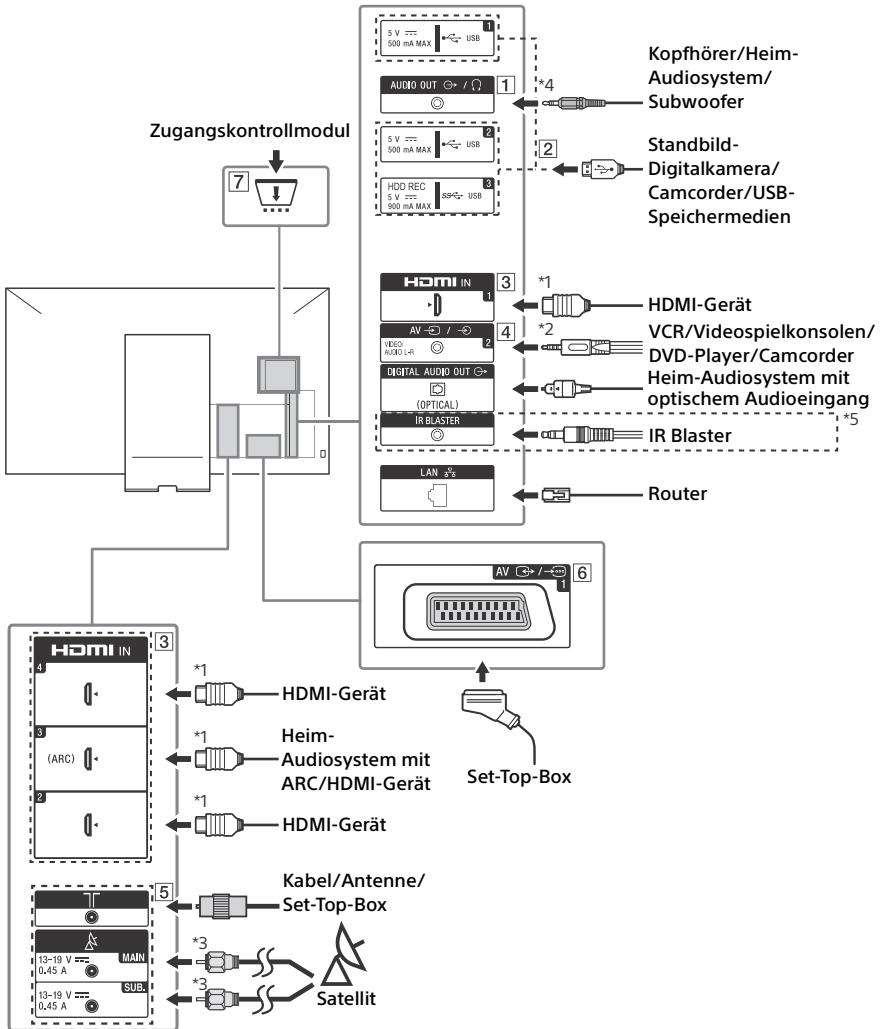 5 V
500 mA MAX
USB
1
AUDIO OUT /
1
*4
Kopfhörer/Heim-
Audiosystem/
Subwoofer
5 V
500 mA MAX
USB
2
2
HDD REC
5 V
900 mA MAX
SS
USB
3
Standbild-
Digitalkamera/
Camcorder/USB-
Speichermedien
Zugangskontrollmodul
7
HDMI IN
1
3
*1
HDMI-Gerät
AV /
VIDEO/
AUDIO L-R
2
4
*2
VCR/Videospielkonsolen/
DVD-Player/Camcorder
DIGITAL AUDIO OUT
(OPTICAL)
Heim-Audiosystem mit
optischem Audioeingang
IR BLASTER
IR Blaster
*5
LAN
Router
AV /
1
6
Set-Top-Box
HDMI IN
3
4
*1
HDMI-Gerät
3
(ARC)
*1
Heim-
Audiosystem mit
ARC/HDMI-Gerät
2
*1
HDMI-Gerät
5
Kabel/Antenne/
Set-Top-Box
13-19 V
0.45 A
MAIN
*3
13-19 V
0.45 A
SUB.
*3
Satellit